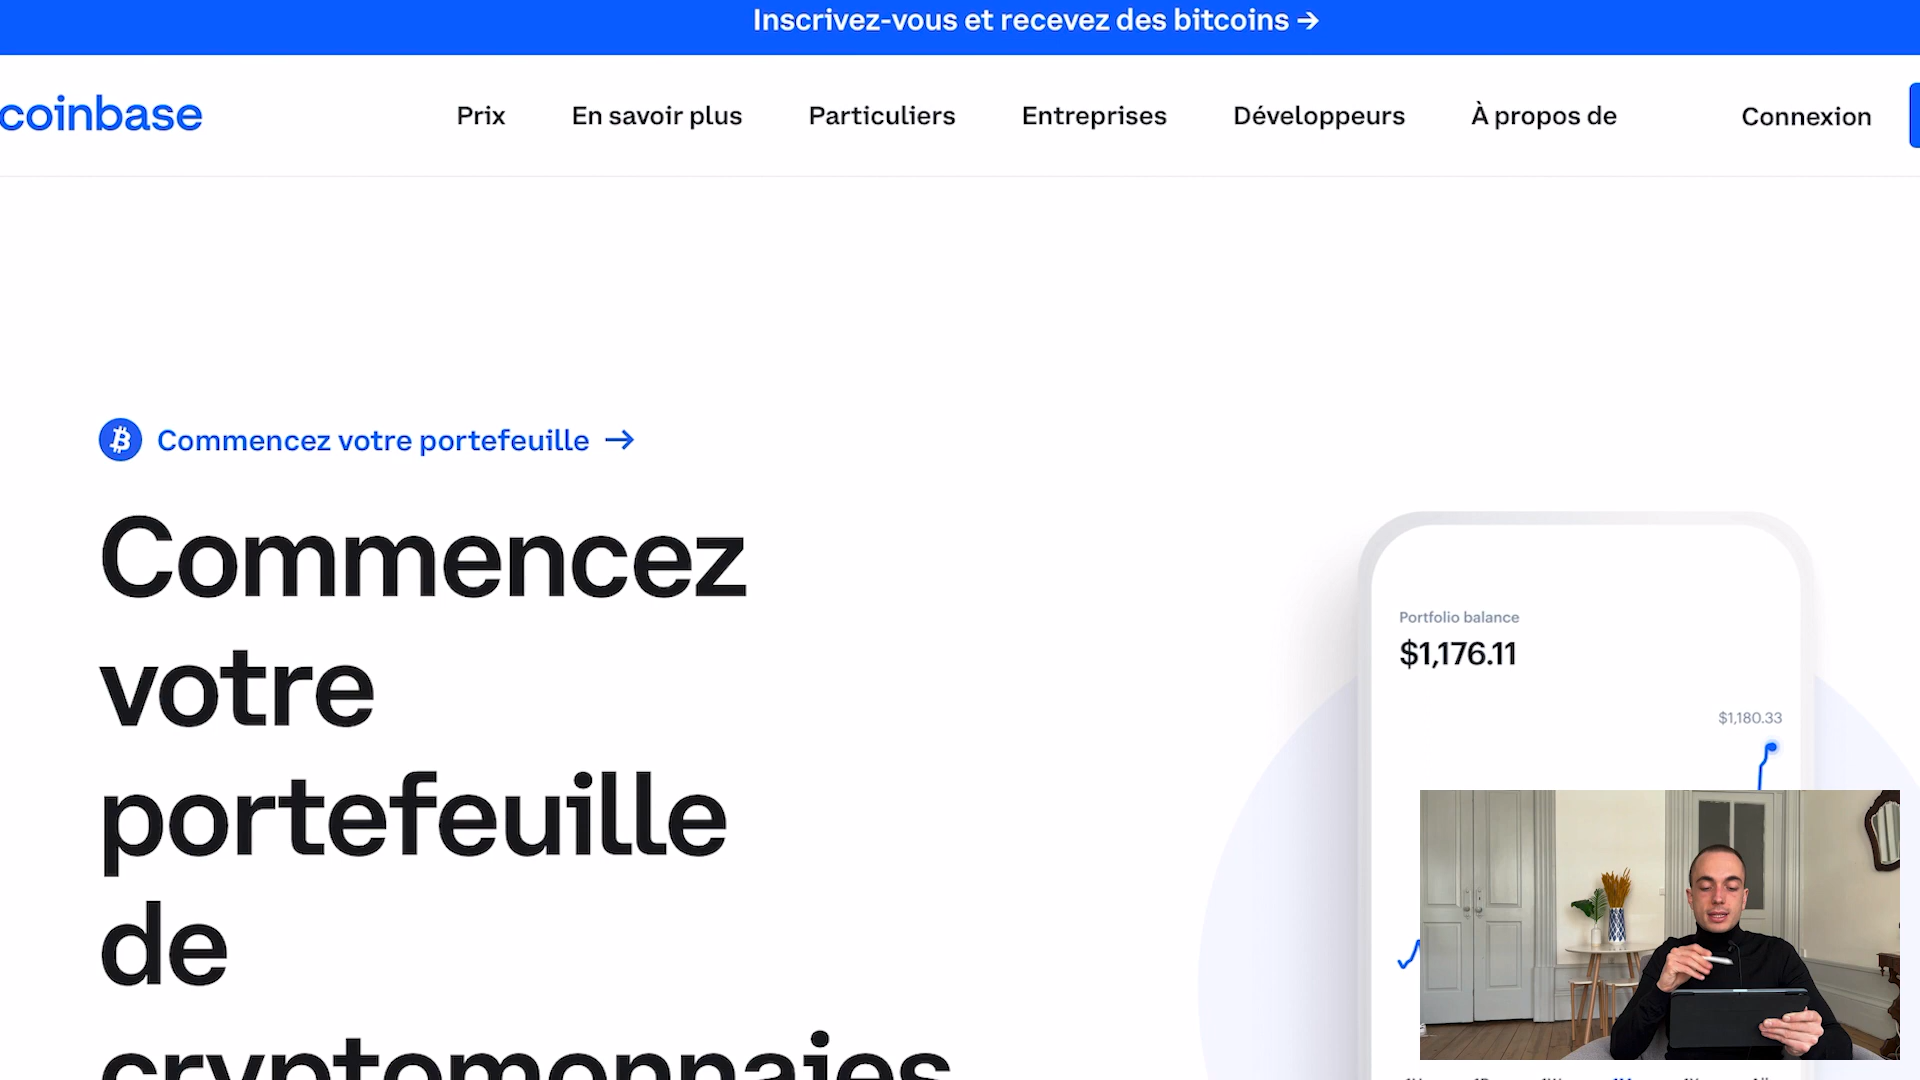 Inscrivez-vous et recevez des bitcoins →
coinbase
Prix
En savoir plus
Particuliers
Entreprises
Développeurs
À propos de
Connexion
Commencez votre portefeuille →
Commencez
votre
portefeuille
de
cryptomonnaies
Portfolio balance
$1,176.11
$1,180.33